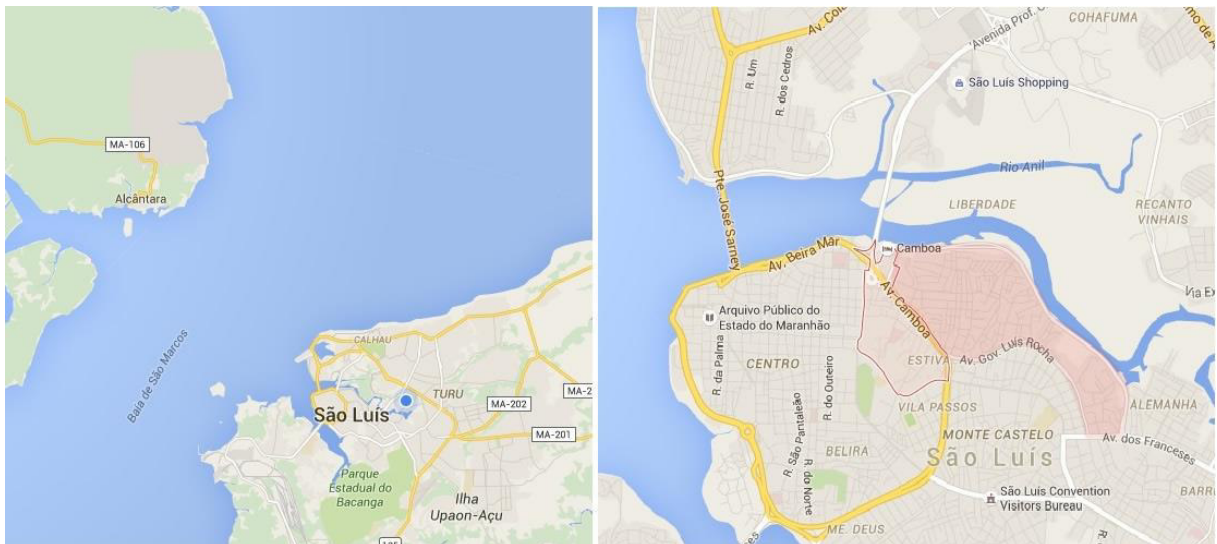 MA-106
Alcântara
Baia de São Marcos
CALHAU
TURU
São Luís
MA-202
MA-2
MA-201
Parque
Estadual do
Bacanga
Ilha
Upaon-Açu
Av. Col
COHAFUMA
Avenida Prof. C
R. Um
R. dos Cedros
São Luís Shopping
Rio Anil
Pte. José Sarney
LIBERDADE
RECANTO
VINHAIS
Camboa
Av. Beira Mar
Via Ex
Av. Camboa
Arquivo Público do
Estado do Maranhão
R. da Palma
CENTRO
ESTIVA
Av. Gov. Luís Rocha
R. do Outeiro
VILA PASSOS
ALEMANHA
MONTE CASTELO
Av. dos Franceses
São Luís
R. São Pantaleão
BELIRA
R. do Norte
BARR
São Luís Convention
Visitors Bureau
ME. DEUS
R.